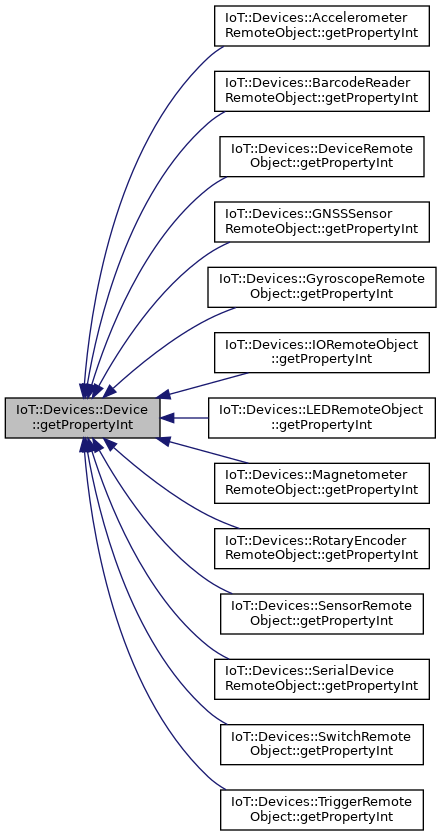 IoT::Devices::Accelerometer
RemoteObject::getPropertyInt
IoT::Devices::BarcodeReader
RemoteObject::getPropertyInt
IoT::Devices::DeviceRemote
Object::getPropertyInt
IoT::Devices::GNSSSensor
RemoteObject::getPropertyInt
IoT::Devices::GyroscopeRemote
Object::getPropertyInt
IoT::Devices::IORemoteObject
::getPropertyInt
IoT::Devices::Device
::getPropertyInt
IoT::Devices::LEDRemoteObject
::getPropertyInt
IoT::Devices::Magnetometer
RemoteObject::getPropertyInt
IoT::Devices::RotaryEncoder
RemoteObject::getPropertyInt
IoT::Devices::SensorRemote
Object::getPropertyInt
IoT::Devices::SerialDevice
RemoteObject::getPropertyInt
IoT::Devices::SwitchRemote
Object::getPropertyInt
IoT::Devices::TriggerRemote
Object::getPropertyInt